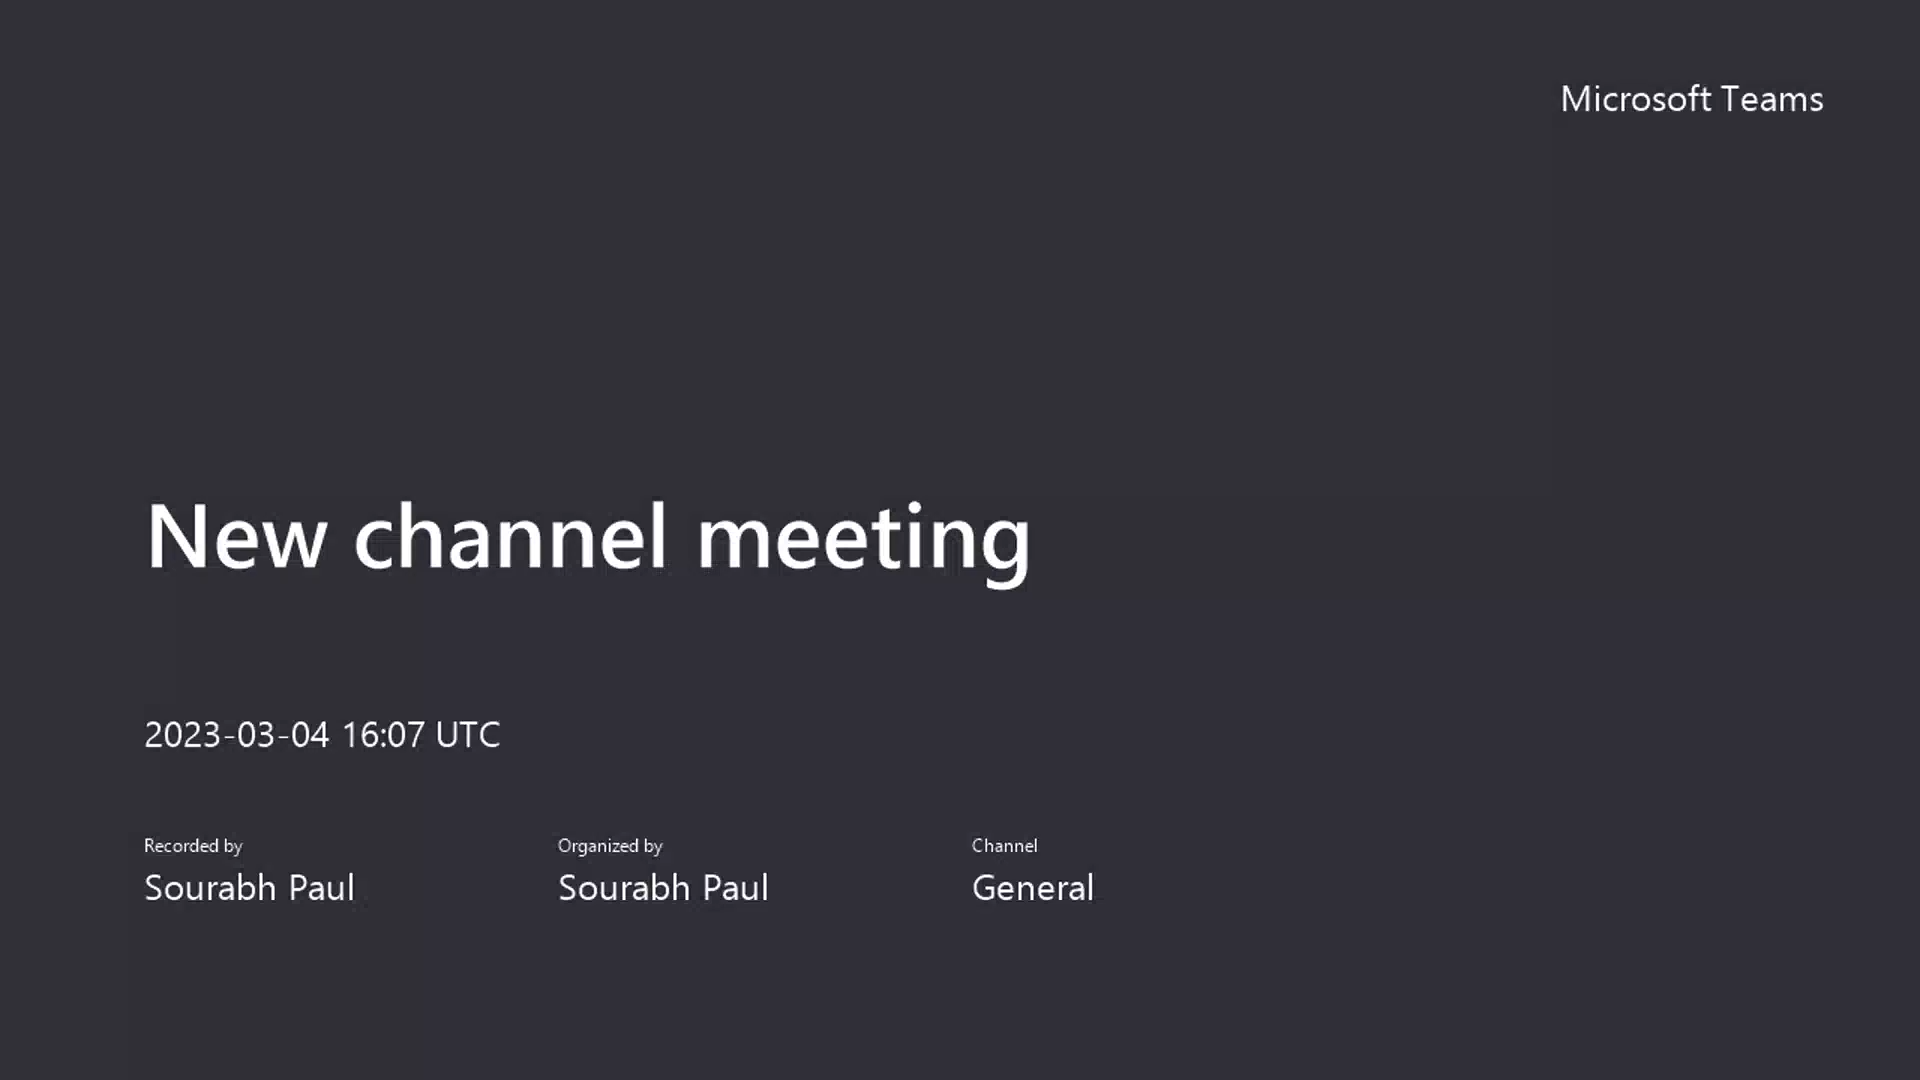 Microsoft Teams
New channel meeting
2023-03-04 16:07 UTC
Recorded by
Sourabh Paul
Organized by
Sourabh Paul
Channel
General